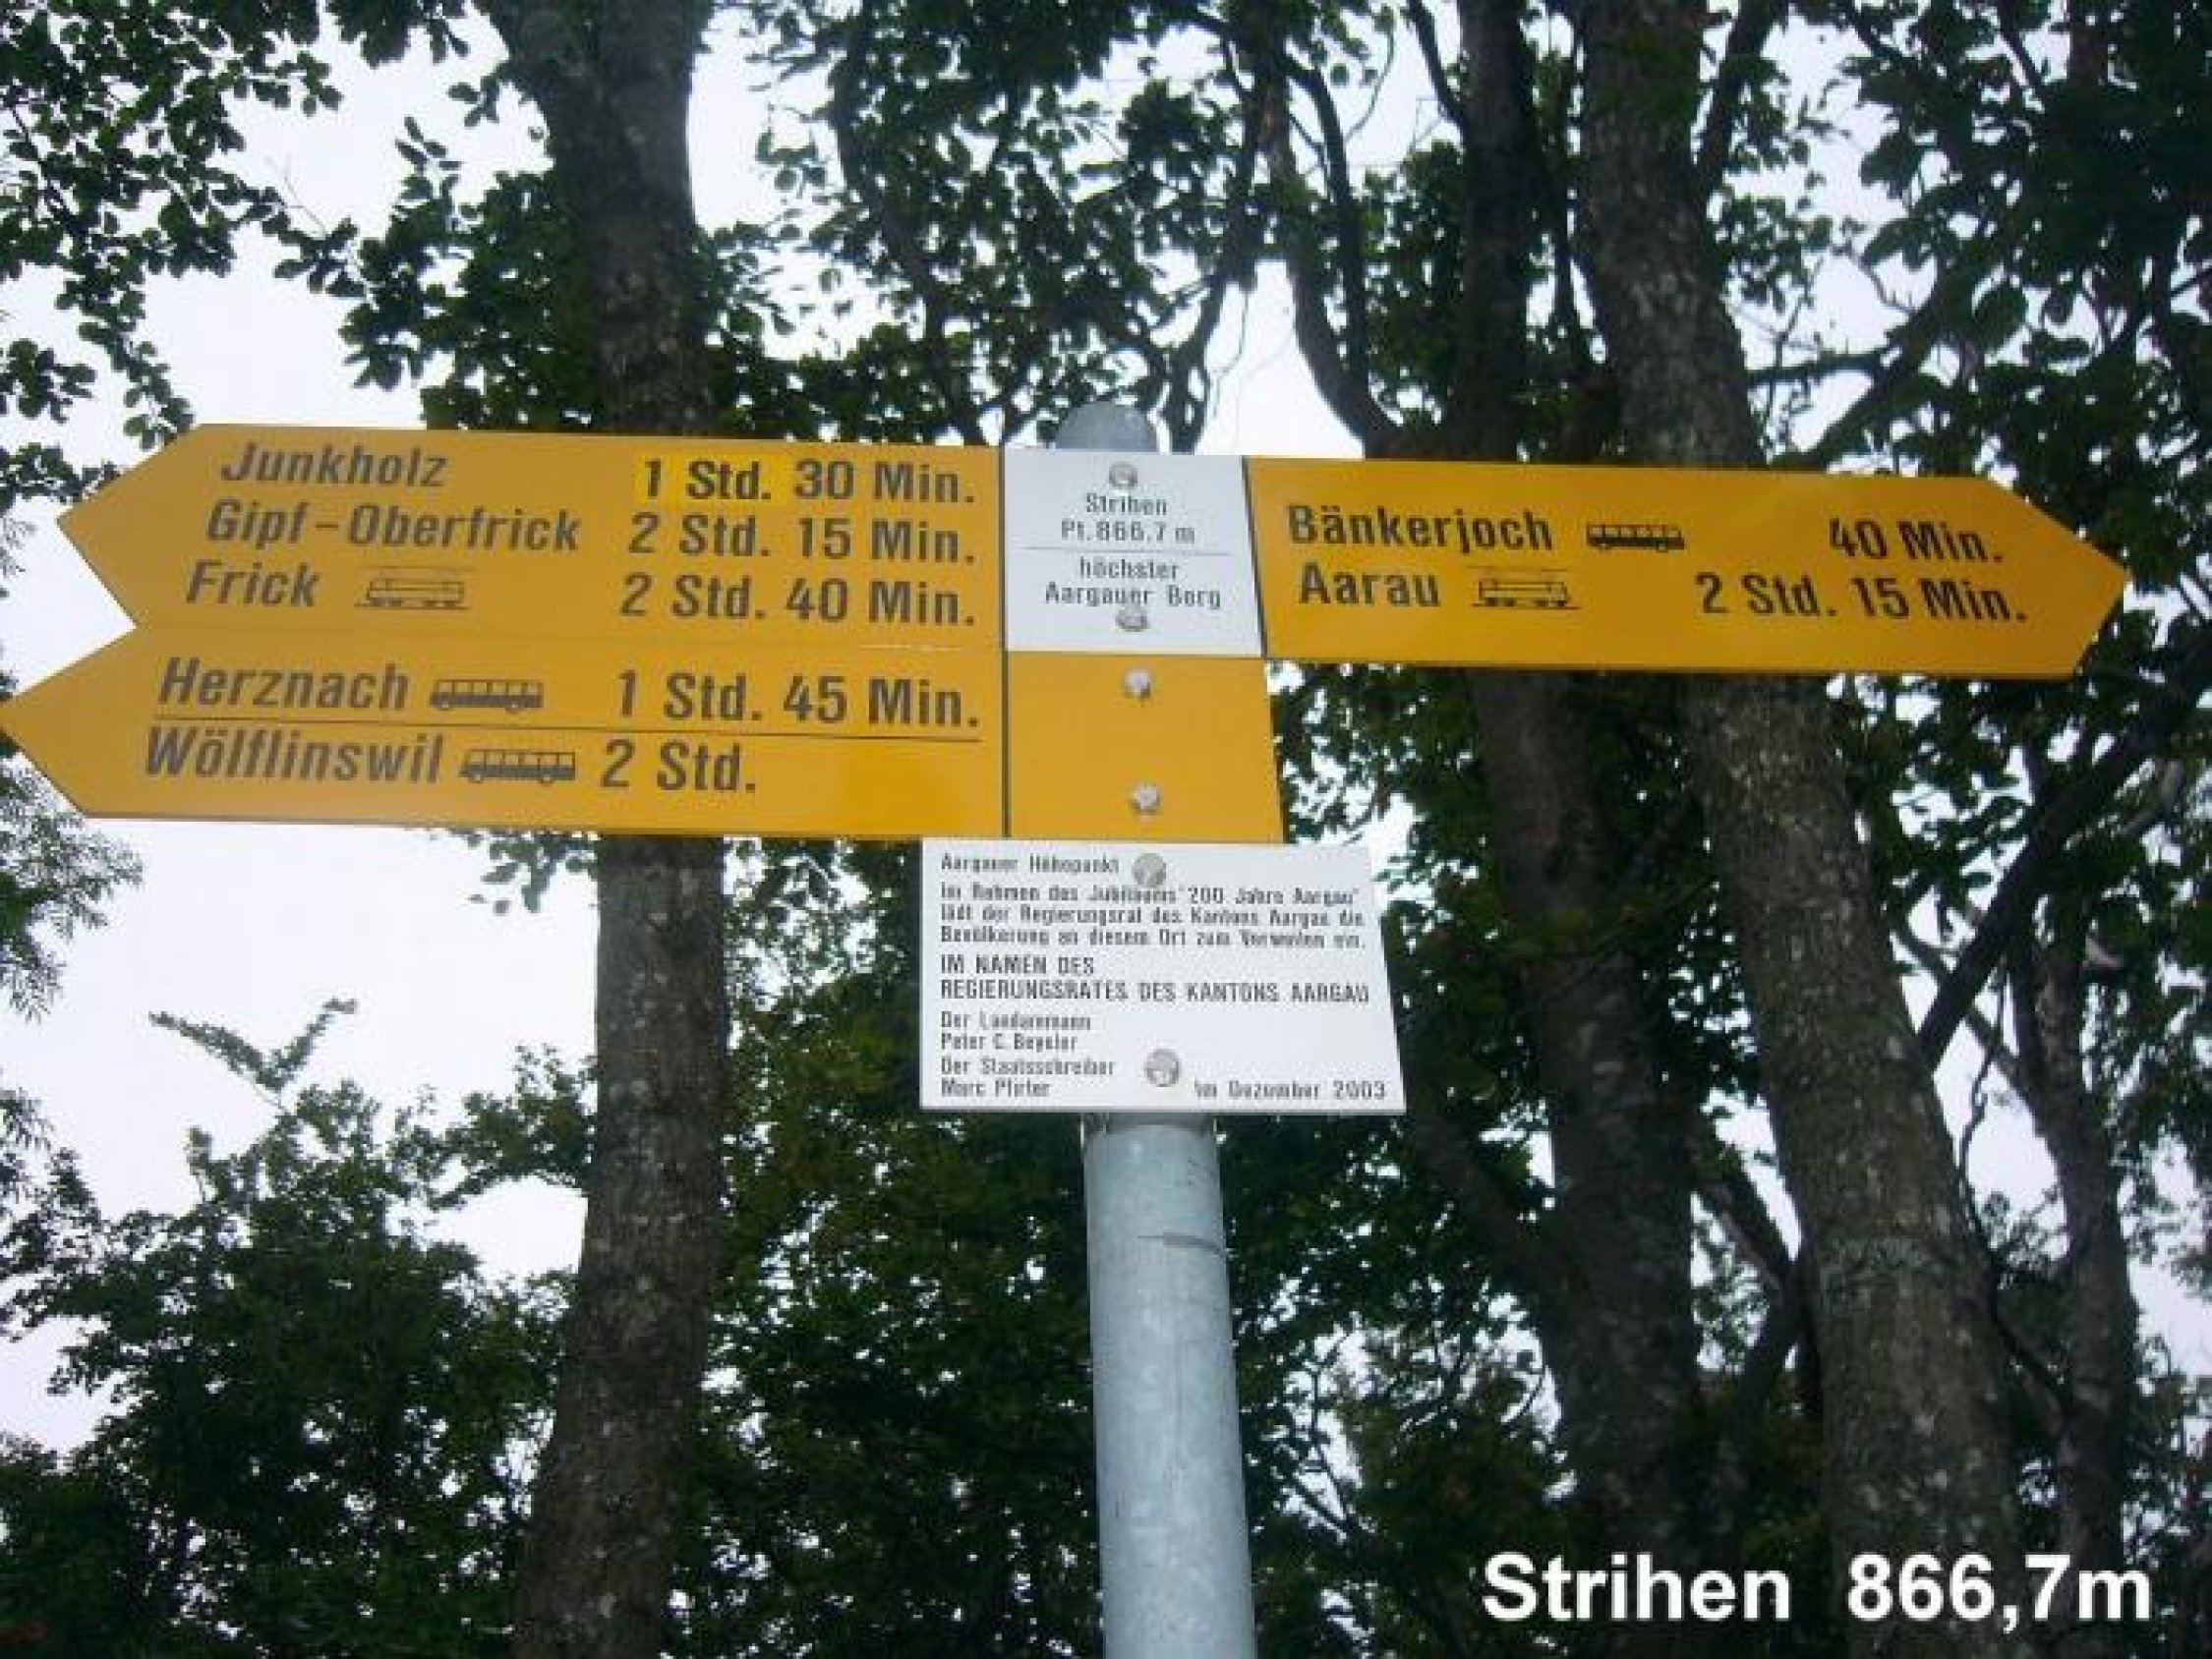 Junkholz 1 Std. 30 Min.
Gipf-Oberfrick 2 Std. 15 Min.
Frick 2 Std. 40 Min.
Herznach 1 Std. 45 Min.
Wölflinswil 2 Std.
Strihen
Pt. 866,7 m
höchster
Aargauer Berg
Bänkerjoch 40 Min.
Aarau 2 Std. 15 Min.
Aargauer Höhepunkt
Im Rahmen des Jubiläums "200 Jahre Aargau"
lädt der Regierungsrat des Kantons Aargau die
Bevölkerung an diesem Ort zum Verweilen ein.
IM NAMEN DES
REGIERUNGSRATES DES KANTONS AARGAU
Der Landammann
Peter C. Beyeler
Der Staatsschreiber
Marc Pfirter im Dezember 2003
Strihen 866,7m